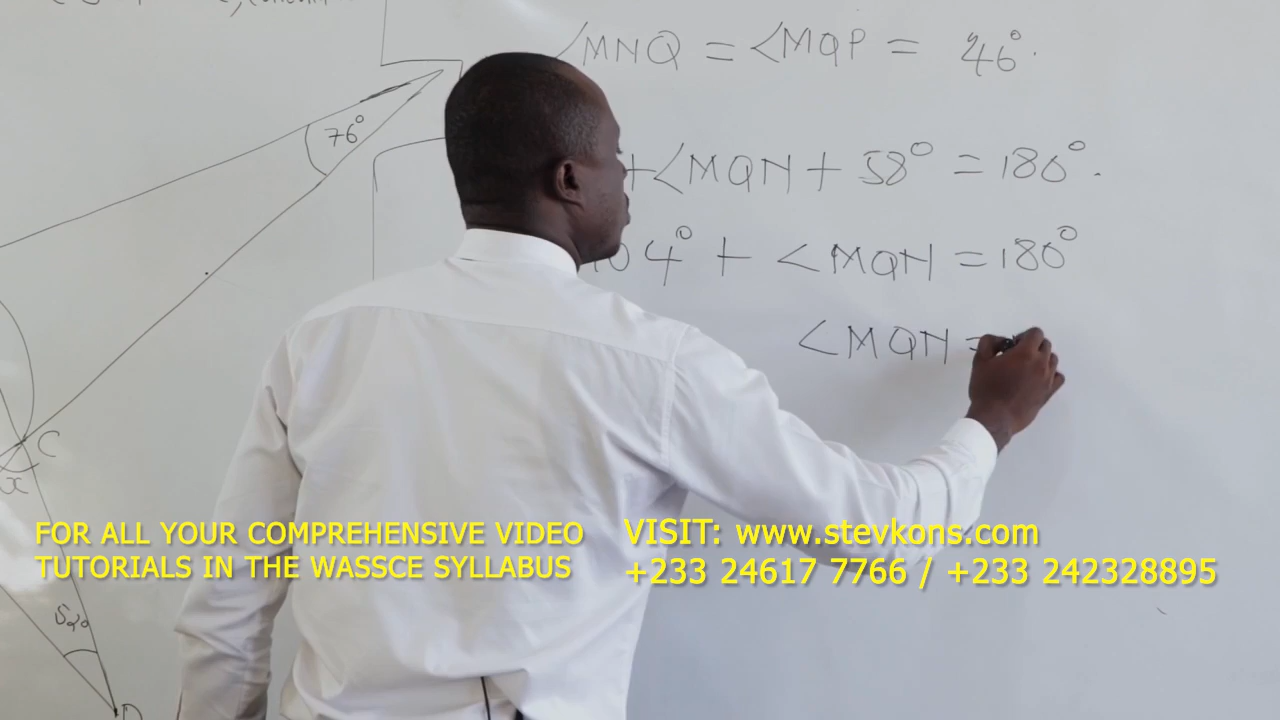 ∠MNQ = ∠MQP = 46°.
+∠MQN + 58° = 180°.
104° + ∠MQN = 180°
∠MQN =
76°
C
x
52°
D
FOR ALL YOUR COMPREHENSIVE VIDEO
TUTORIALS IN THE WASSCE SYLLABUS
VISIT: www.stevkons.com
+233 24617 7766 / +233 242328895